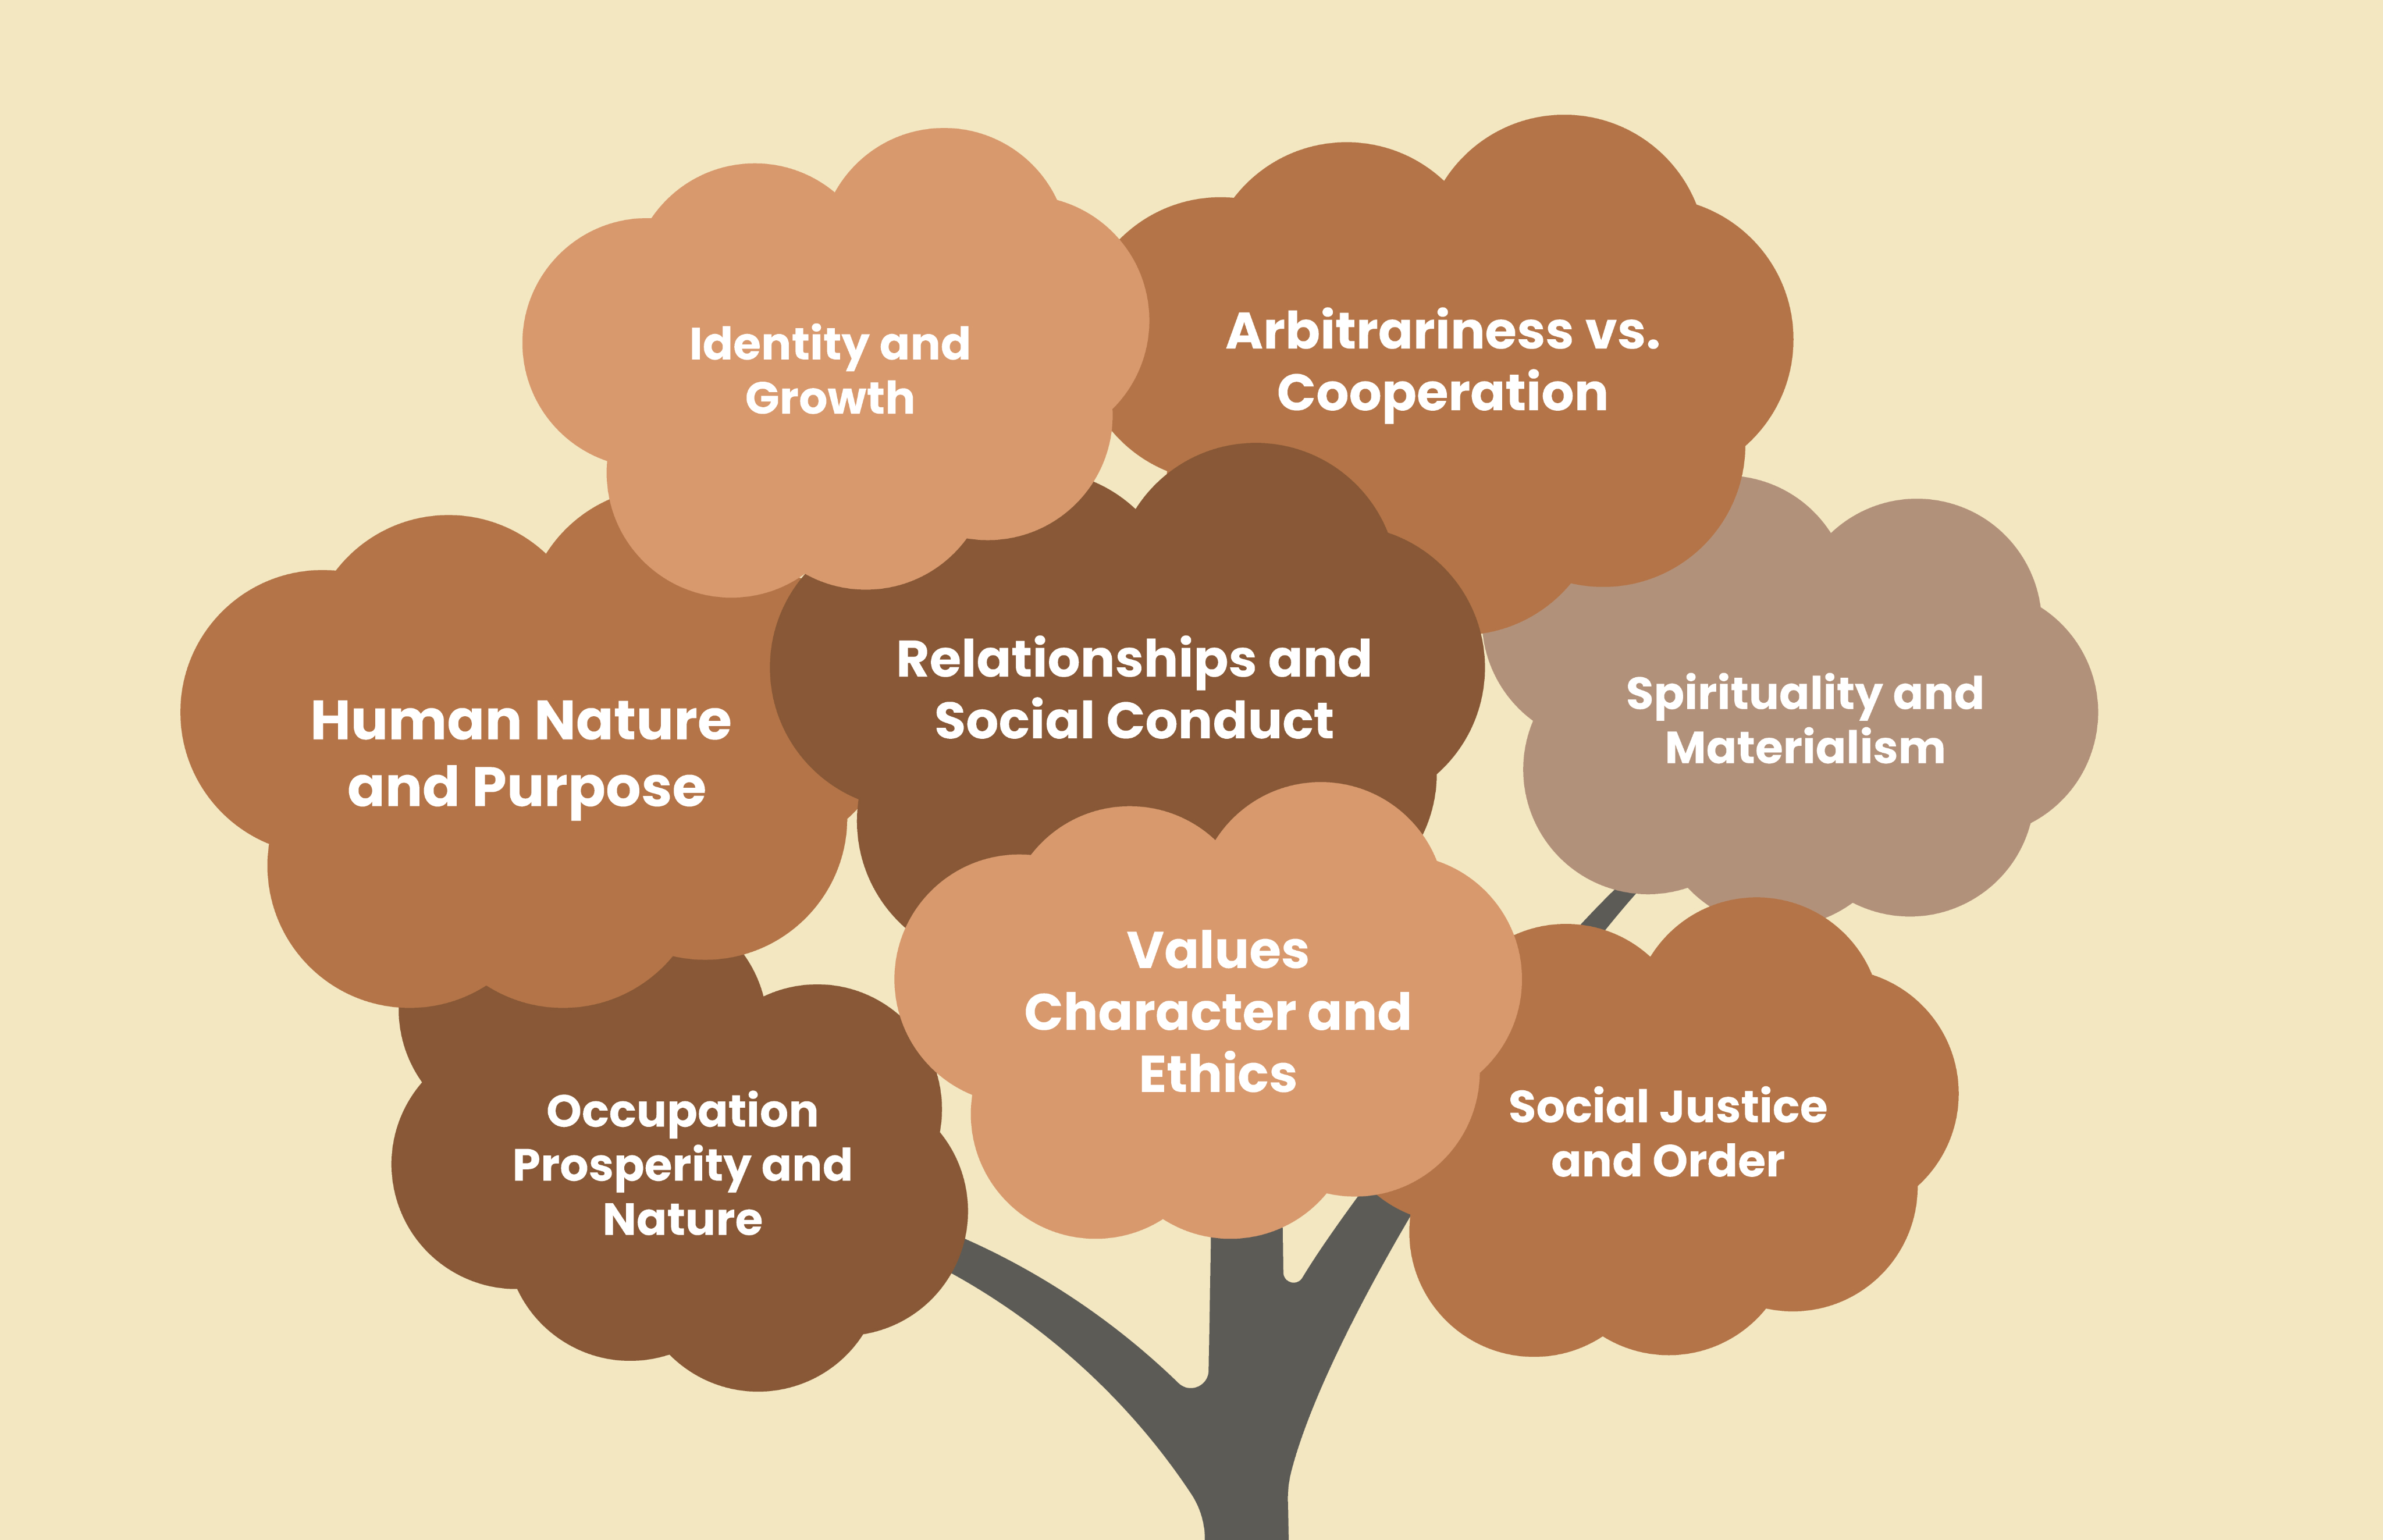 Identity and
Growth
Arbitrariness vs.
Cooperation
Human Nature
and Purpose
Relationships and
Social Conduct
Spirituality and
Materialism
Values
Character and
Ethics
Occupation
Prosperity and
Nature
Social Justice
and Order